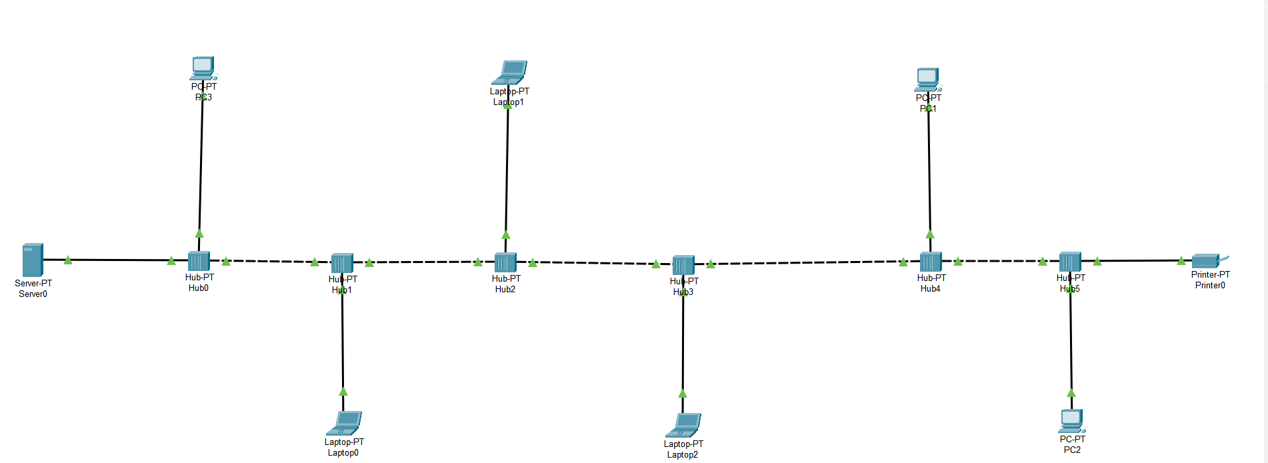 PC-PT
PC3
Laptop-PT
Laptop1
PC-PT
PC1
Server-PT
Server0
Hub-PT
Hub0
Hub-PT
Hub1
Hub-PT
Hub2
Hub-PT
Hub3
Hub-PT
Hub4
Hub-PT
Hub5
Printer-PT
Printer0
Laptop-PT
Laptop0
Laptop-PT
Laptop2
PC-PT
PC2